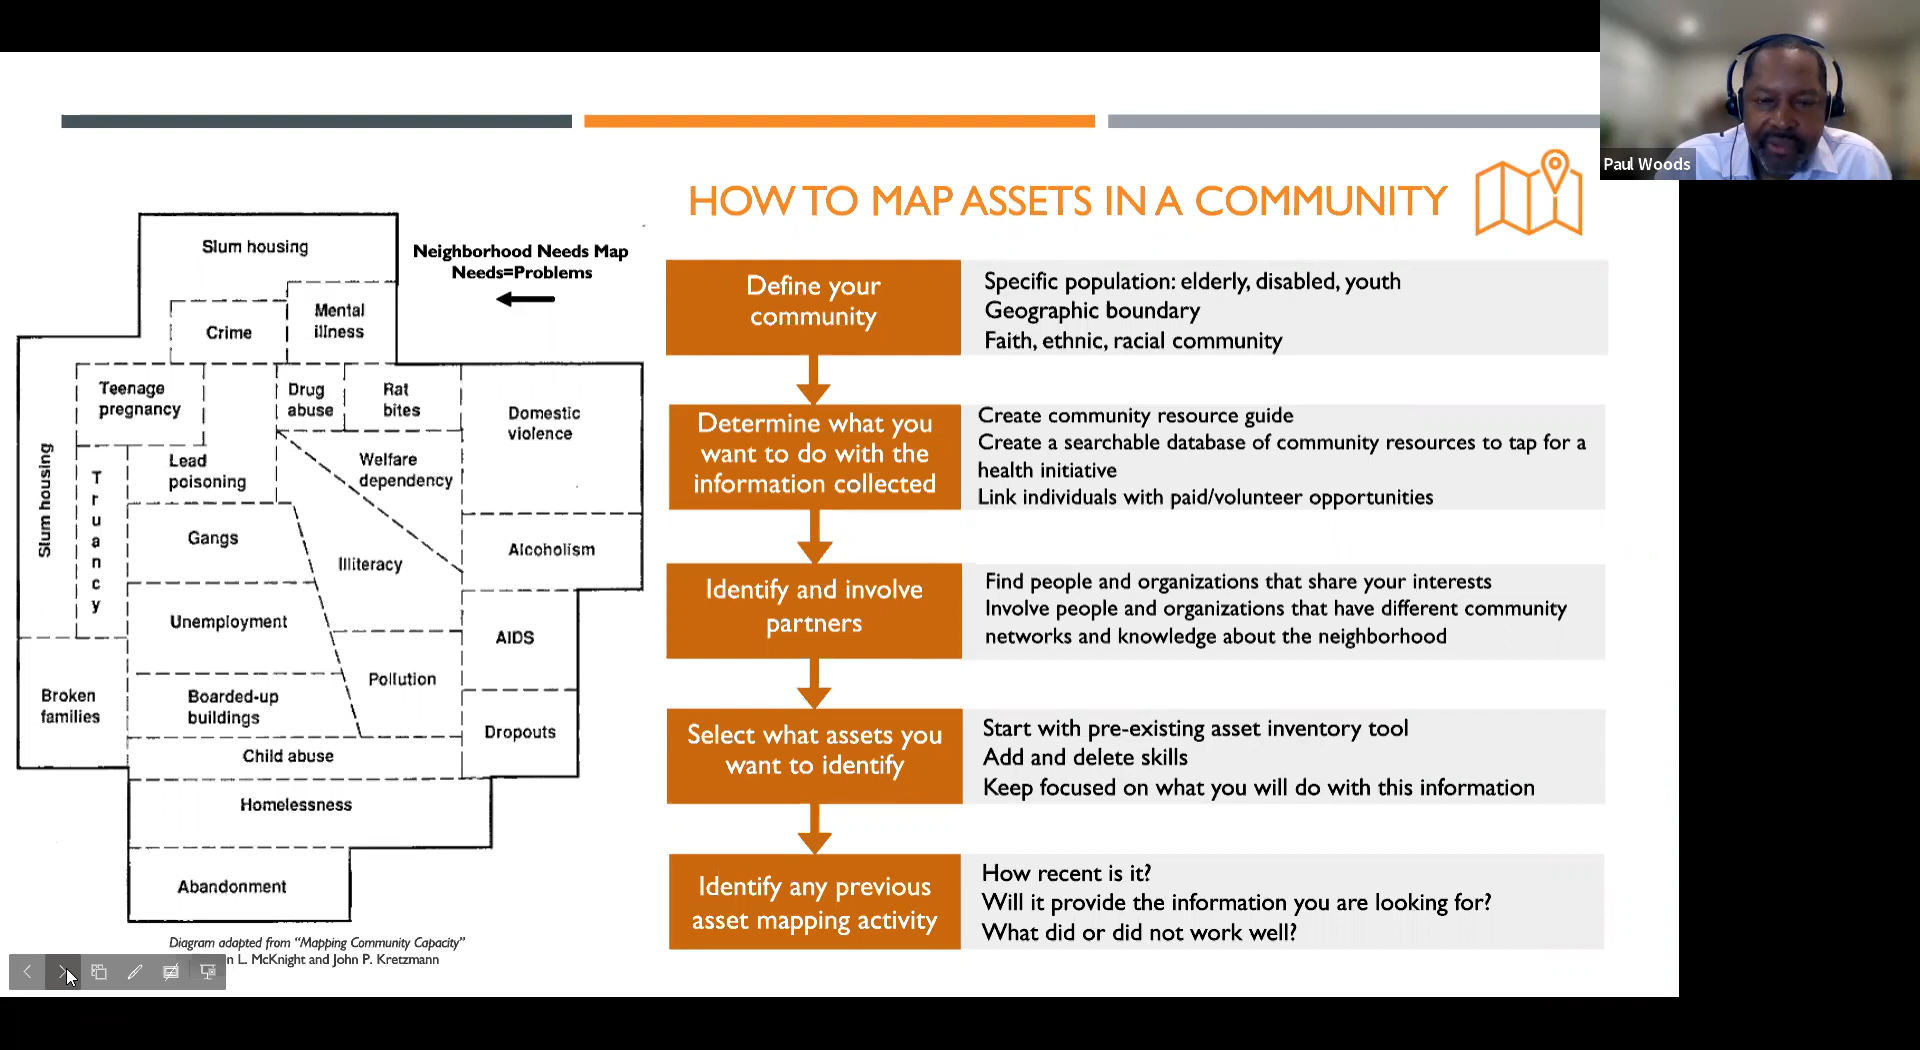 Paul Woods
HOW TO MAP ASSETS IN A COMMUNITY
Neighborhood Needs Map
Needs=Problems
Slum housing
Crime
Mental
illness
Teenage
pregnancy
Drug
abuse
Rat
bites
Domestic
violence
Slum housing
Truancy
Lead
poisoning
Welfare
dependency
Gangs
Illiteracy
Alcoholism
Unemployment
AIDS
Broken
families
Boarded-up
buildings
Pollution
Dropouts
Child abuse
Homelessness
Abandonment
Diagram adapted from “Mapping Community Capacity”
L. McKnight and John P. Kretzmann
Define your
community
Specific population: elderly, disabled, youth
Geographic boundary
Faith, ethnic, racial community
Determine what you
want to do with the
information collected
Create community resource guide
Create a searchable database of community resources to tap for a
health initiative
Link individuals with paid/volunteer opportunities
Identify and involve
partners
Find people and organizations that share your interests
Involve people and organizations that have different community
networks and knowledge about the neighborhood
Select what assets you
want to identify
Start with pre-existing asset inventory tool
Add and delete skills
Keep focused on what you will do with this information
Identify any previous
asset mapping activity
How recent is it?
Will it provide the information you are looking for?
What did or did not work well?